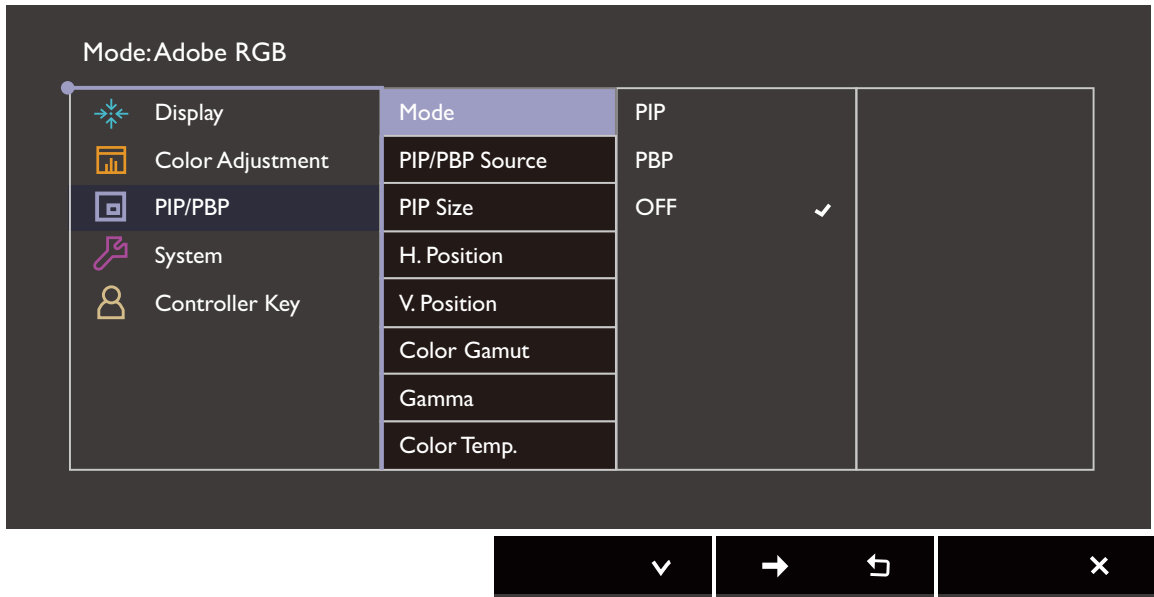 Mode: Adobe RGB
Display
Color Adjustment
PIP/PBP
System
Controller Key
Mode
PIP/PBP Source
PIP Size
H. Position
V. Position
Color Gamut
Gamma
Color Temp.
PIP
PBP
OFF